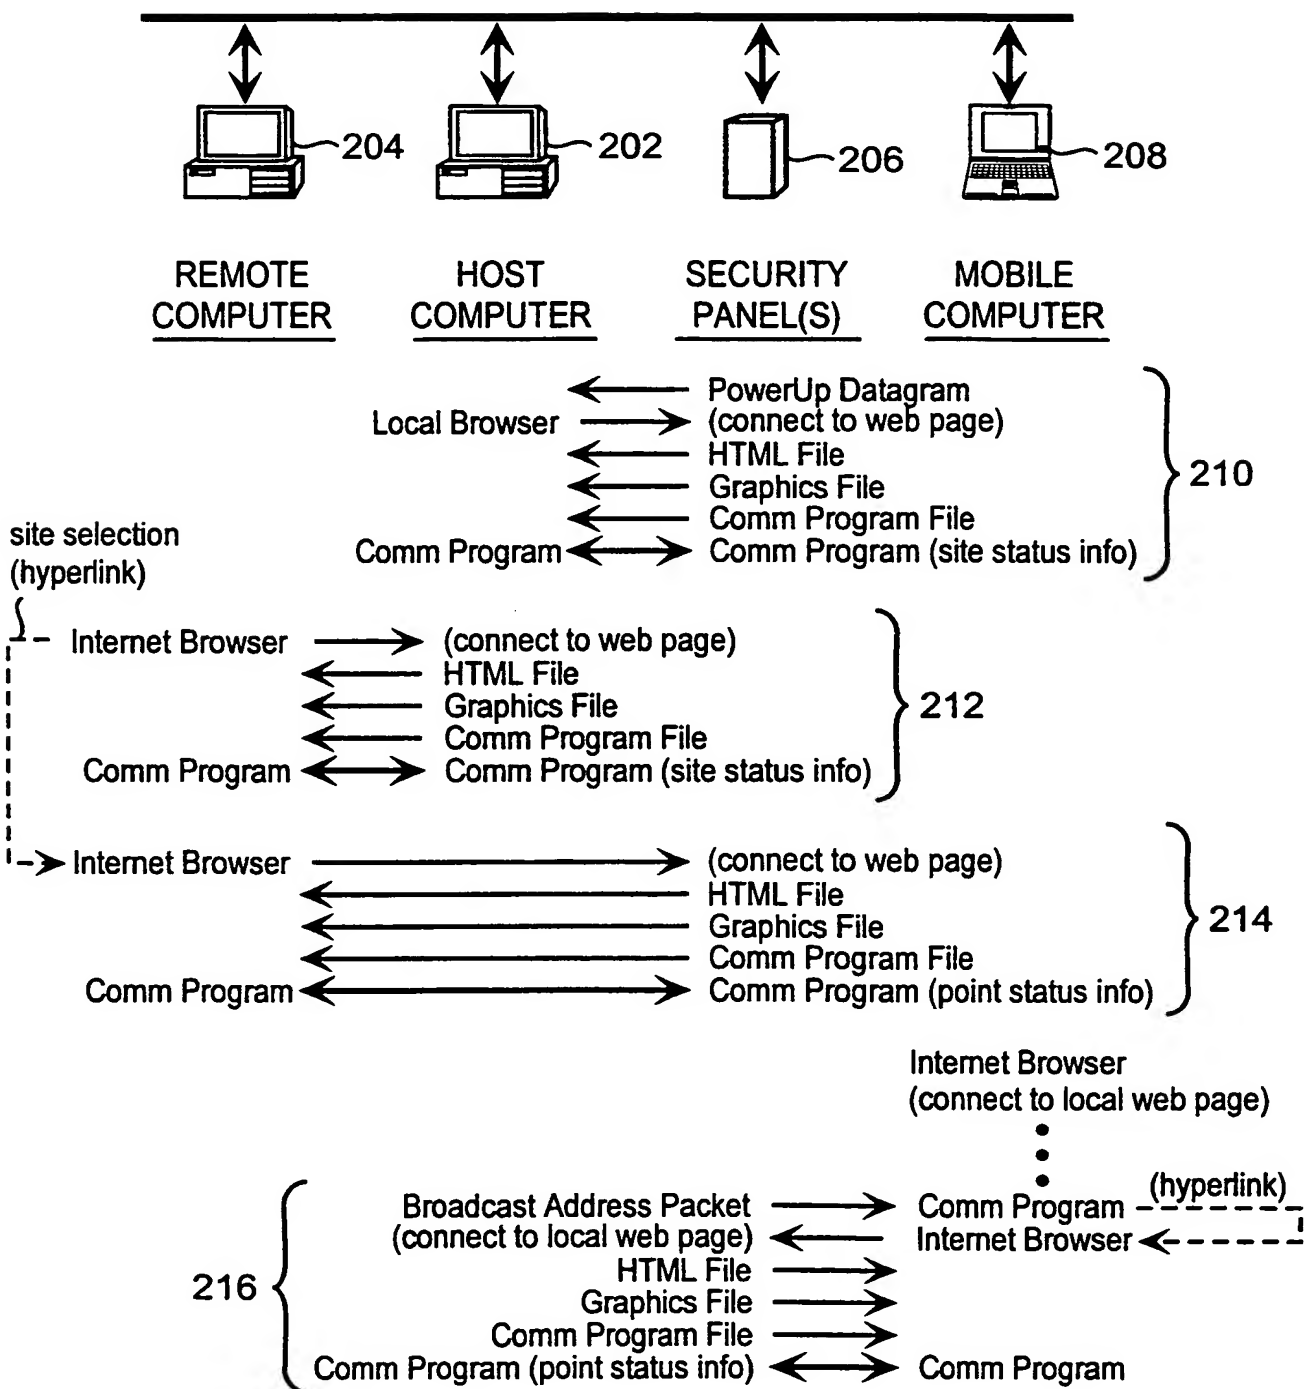 204
202
206
208
REMOTE
COMPUTER
HOST
COMPUTER
SECURITY
PANEL(S)
MOBILE
COMPUTER
PowerUp Datagram
Local Browser (connect to web page)
HTML File
Graphics File
Comm Program File
Comm Program Comm Program (site status info)
210
site selection
(hyperlink)
Internet Browser (connect to web page)
HTML File
Graphics File
Comm Program File
Comm Program Comm Program (site status info)
212
Internet Browser (connect to web page)
HTML File
Graphics File
Comm Program File
Comm Program Comm Program (point status info)
214
Internet Browser
(connect to local web page)
Broadcast Address Packet Comm Program (hyperlink)
(connect to local web page) Internet Browser
HTML File
Graphics File
Comm Program File
Comm Program (point status info) Comm Program
216